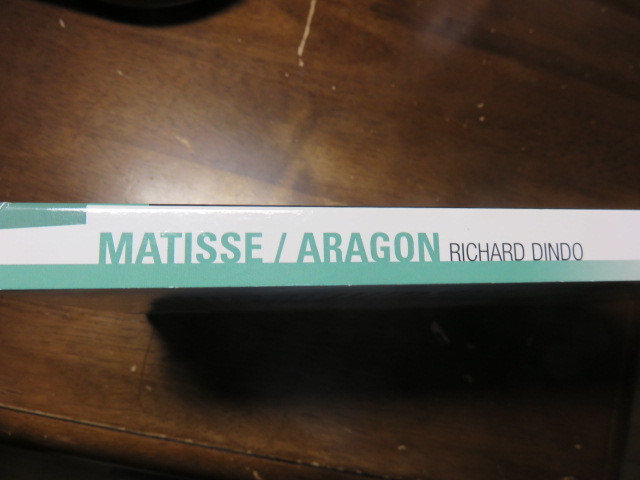 MATISSE / ARAGON RICHARD DINDO